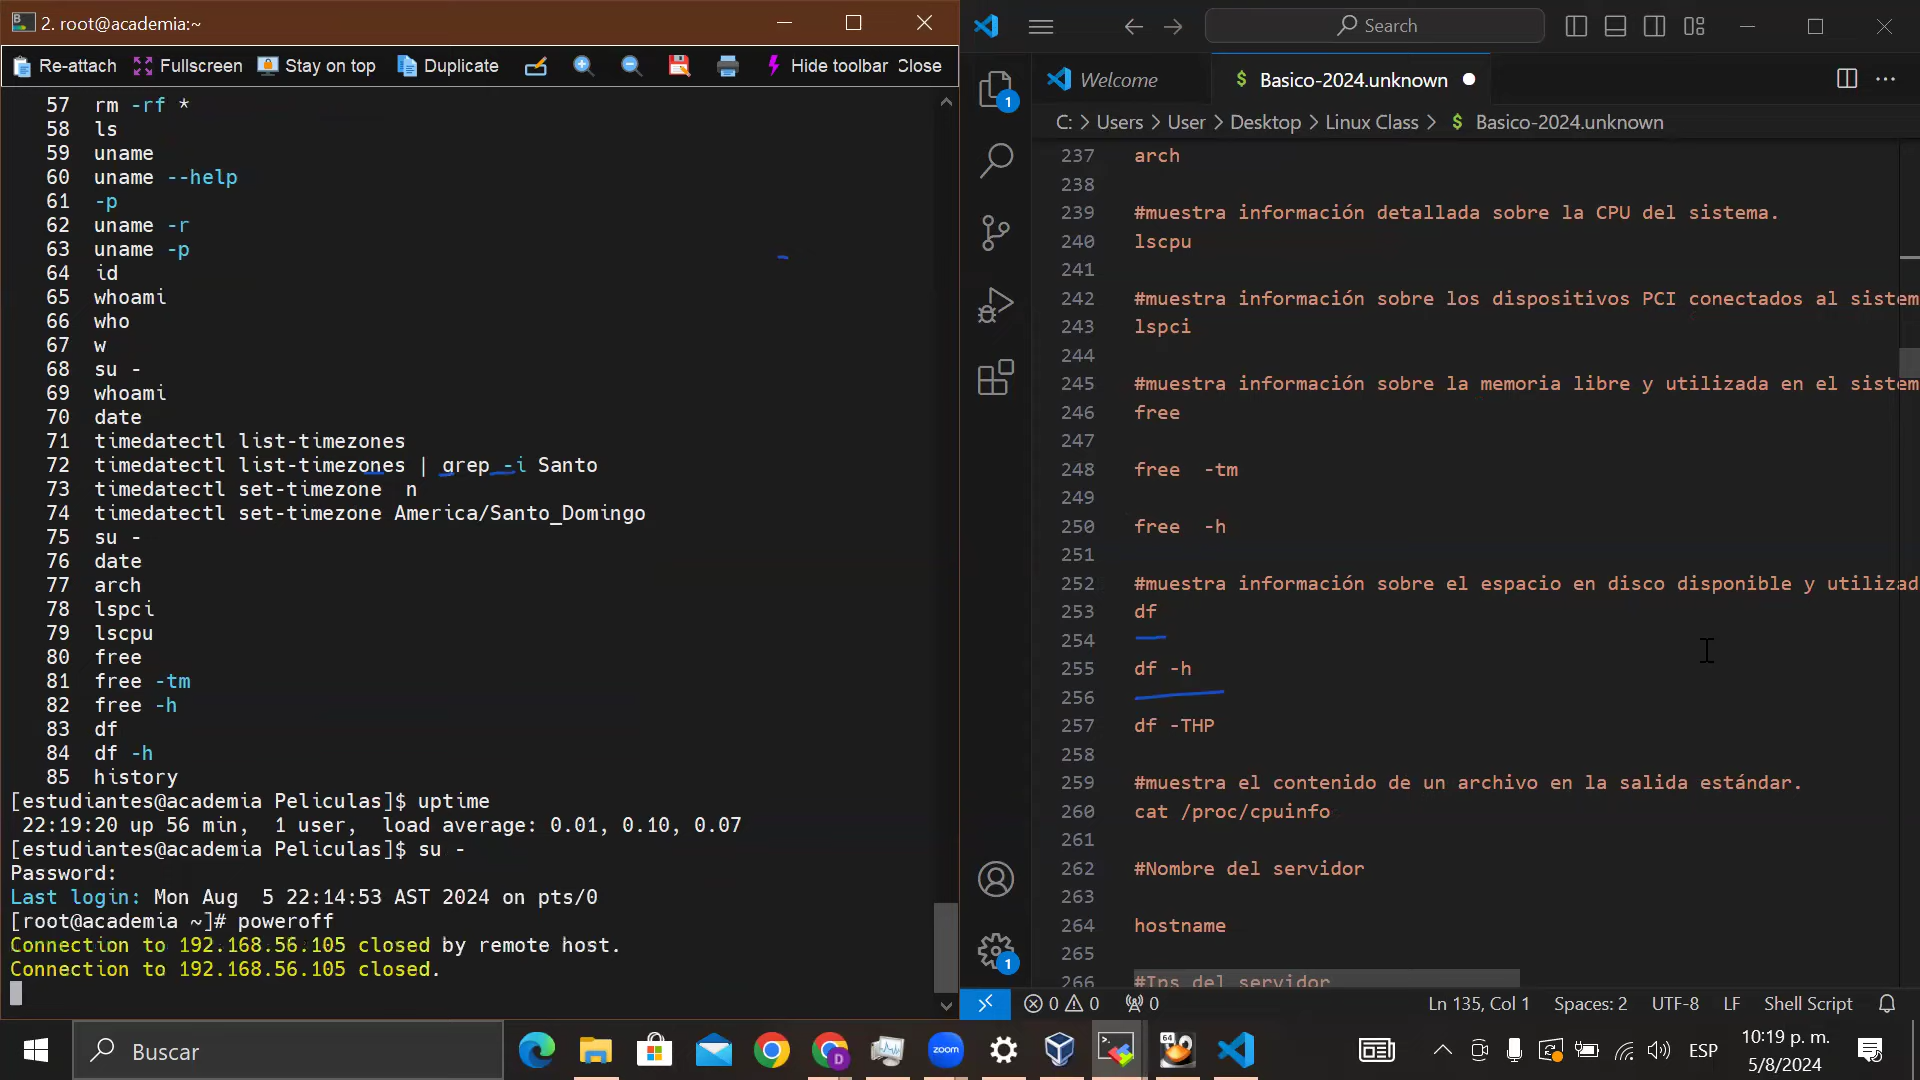 2. root@academia:~
Re-attach Fullscreen Stay on top Duplicate Hide toolbar Close
57 rm -rf *
58 ls
59 uname
60 uname --help
61 -p
62 uname -r
63 uname -p
64 id
65 whoami
66 who
67 w
68 su -
69 whoami
70 date
71 timedatectl list-timezones
72 timedatectl list-timezones | grep -i Santo
73 timedatectl set-timezone n
74 timedatectl set-timezone America/Santo_Domingo
75 su -
76 date
77 arch
78 lspci
79 lscpu
80 free
81 free -tm
82 free -h
83 df
84 df -h
85 history
[estudiantes@academia Peliculas]$ uptime
22:19:20 up 56 min, 1 user, load average: 0.01, 0.10, 0.07
[estudiantes@academia Peliculas]$ su -
Password:
Last login: Mon Aug 5 22:14:53 AST 2024 on pts/0
[root@academia ~]# poweroff
Connection to 192.168.56.105 closed by remote host.
Connection to 192.168.56.105 closed.
Search
Welcome
$ Basico-2024.unknown
C: > Users > User > Desktop > Linux Class > $ Basico-2024.unknown
1
237 arch
238
239 #muestra información detallada sobre la CPU del sistema.
240 lscpu
241
242 #muestra información sobre los dispositivos PCI conectados al sistem
243 lspci
244
245 #muestra información sobre la memoria libre y utilizada en el sistem
246 free
247
248 free -tm
249
250 free -h
251
252 #muestra información sobre el espacio en disco disponible y utilizad
253 df
254
255 df -h
256
257 df -THP
258
259 #muestra el contenido de un archivo en la salida estándar.
260 cat /proc/cpuinfo
261
262 #Nombre del servidor
263
264 hostname
265
266 #Ips del servidor
1
0 0 0
Ln 135, Col 1 Spaces: 2 UTF-8 LF Shell Script
Buscar
zoom
D
64
ESP
10:19 p. m.
5/8/2024